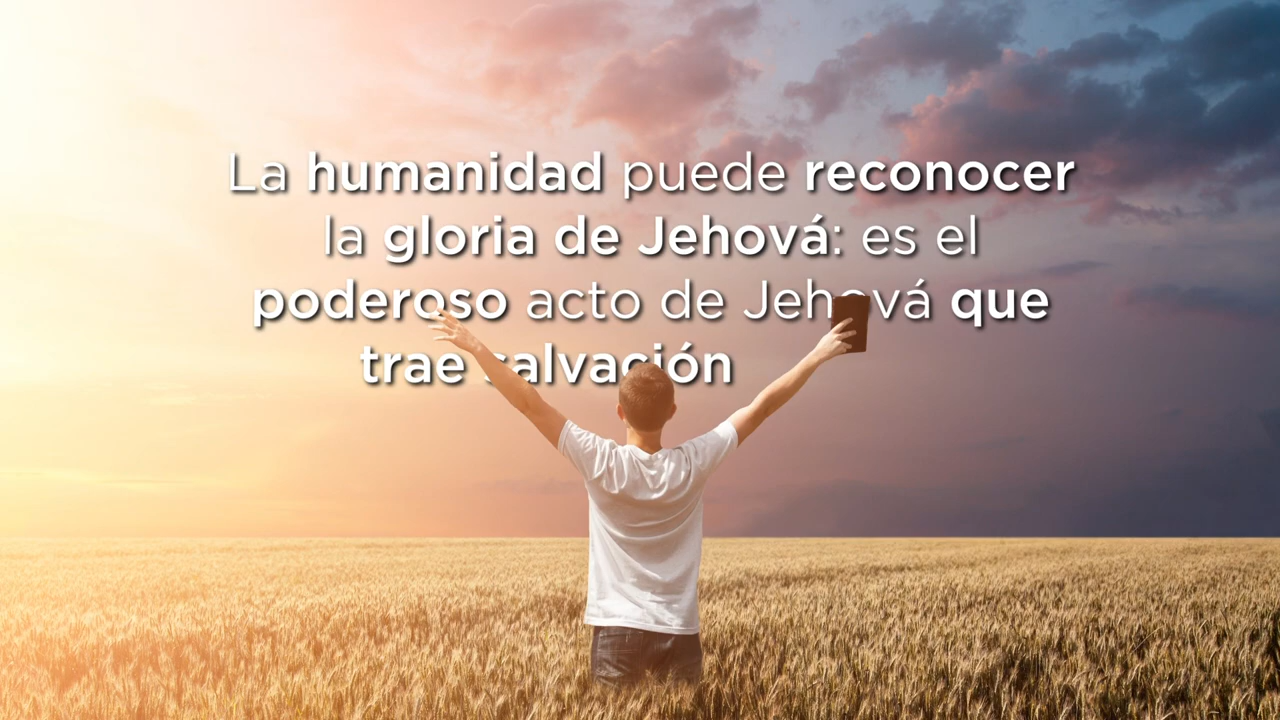 La humanidad puede reconocer
la gloria de Jehová: es el
poderoso acto de Jehová que
trae salvación